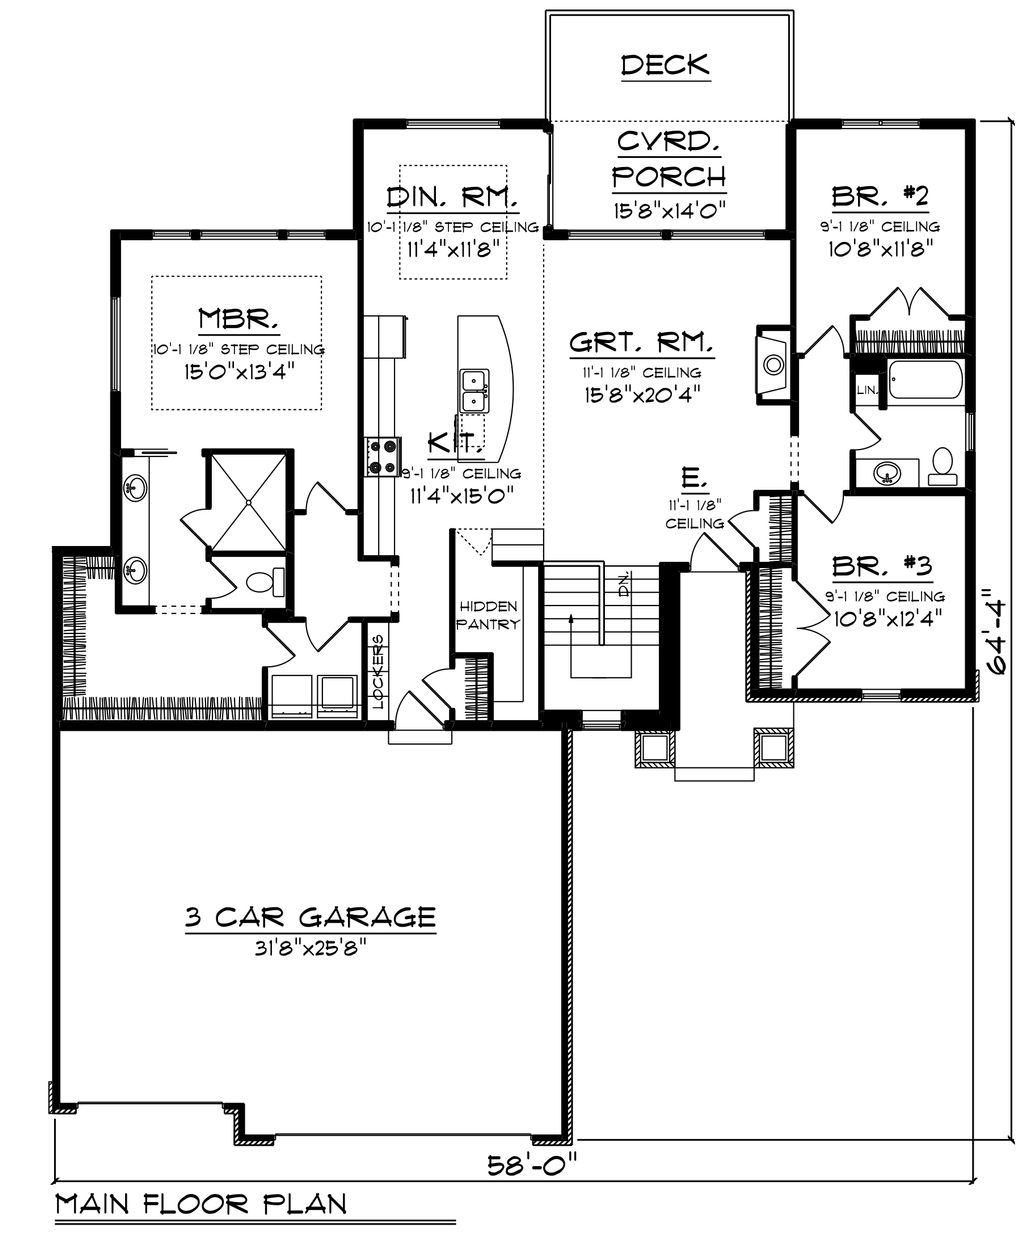 DECK
CVRD.
PORCH
15'8"x14'0"
DIN. RM.
10'-1 1/8" STEP CEILING
11'4"x11'8"
BR. #2
9'-1 1/8" CEILING
10'8"x11'8"
MBR.
10'-1 1/8" STEP CEILING
15'0"x13'4"
GRT. RM.
11'-1 1/8" CEILING
15'8"x20'4"
LIN.
KIT.
9'-1 1/8" CEILING
11'4"x15'0"
E.
11'-1 1/8"
CEILING
BR. #3
9'-1 1/8" CEILING
10'8"x12'4"
DN.
HIDDEN
PANTRY
LOCKERS
64'-4"
3 CAR GARAGE
31'8"x25'8"
58'-0"
MAIN FLOOR PLAN